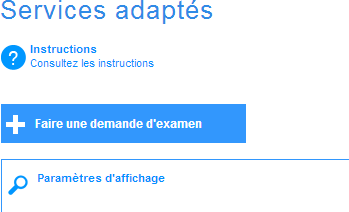 Services adaptés
Instructions
Consultez les instructions
Faire une demande d'examen
Paramètres d'affichage